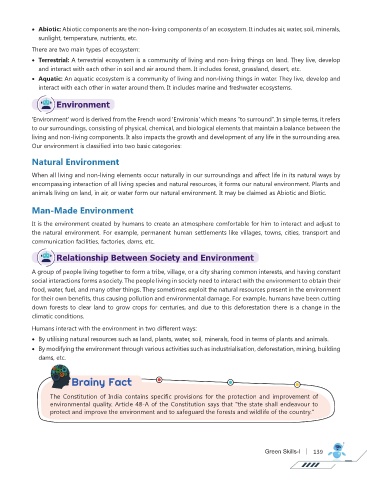 • Abiotic: Abiotic components are the non-living components of an ecosystem. It includes air, water, soil, minerals,
sunlight, temperature, nutrients, etc.
There are two main types of ecosystem:
• Terrestrial: A terrestrial ecosystem is a community of living and non-living things on land. They live, develop
and interact with each other in soil and air around them. It includes forest, grassland, desert, etc.
• Aquatic: An aquatic ecosystem is a community of living and non-living things in water. They live, develop and
interact with each other in water around them. It includes marine and freshwater ecosystems.
Environment
'Environment' word is derived from the French word 'Environia' which means "to surround". In simple terms, it refers
to our surroundings, consisting of physical, chemical, and biological elements that maintain a balance between the
living and non-living components. It also impacts the growth and development of any life in the surrounding area.
Our environment is classified into two basic categories:
Natural Environment
When all living and non-living elements occur naturally in our surroundings and affect life in its natural ways by
encompassing interaction of all living species and natural resources, it forms our natural environment. Plants and
animals living on land, in air, or water form our natural environment. It may be claimed as Abiotic and Biotic.
Man-Made Environment
It is the environment created by humans to create an atmosphere comfortable for him to interact and adjust to
the natural environment. For example, permanent human settlements like villages, towns, cities, transport and
communication facilities, factories, dams, etc.
Relationship Between Society and Environment
A group of people living together to form a tribe, village, or a city sharing common interests, and having constant
social interactions forms a society. The people living in society need to interact with the environment to obtain their
food, water, fuel, and many other things. They sometimes exploit the natural resources present in the environment
for their own benefits, thus causing pollution and environmental damage. For example, humans have been cutting
down forests to clear land to grow crops for centuries, and due to this deforestation there is a change in the
climatic conditions.
Humans interact with the environment in two different ways:
• By utilising natural resources such as land, plants, water, soil, minerals, food in terms of plants and animals.
• By modifying the environment through various activities such as industrialisation, deforestation, mining, building
dams, etc.
Brainy Fact
The Constitution of India contains specific provisions for the protection and improvement of
environmental quality. Article 48-A of the Constitution says that "the state shall endeavour to
protect and improve the environment and to safeguard the forests and wildlife of the country."
Green Skills-I | 139